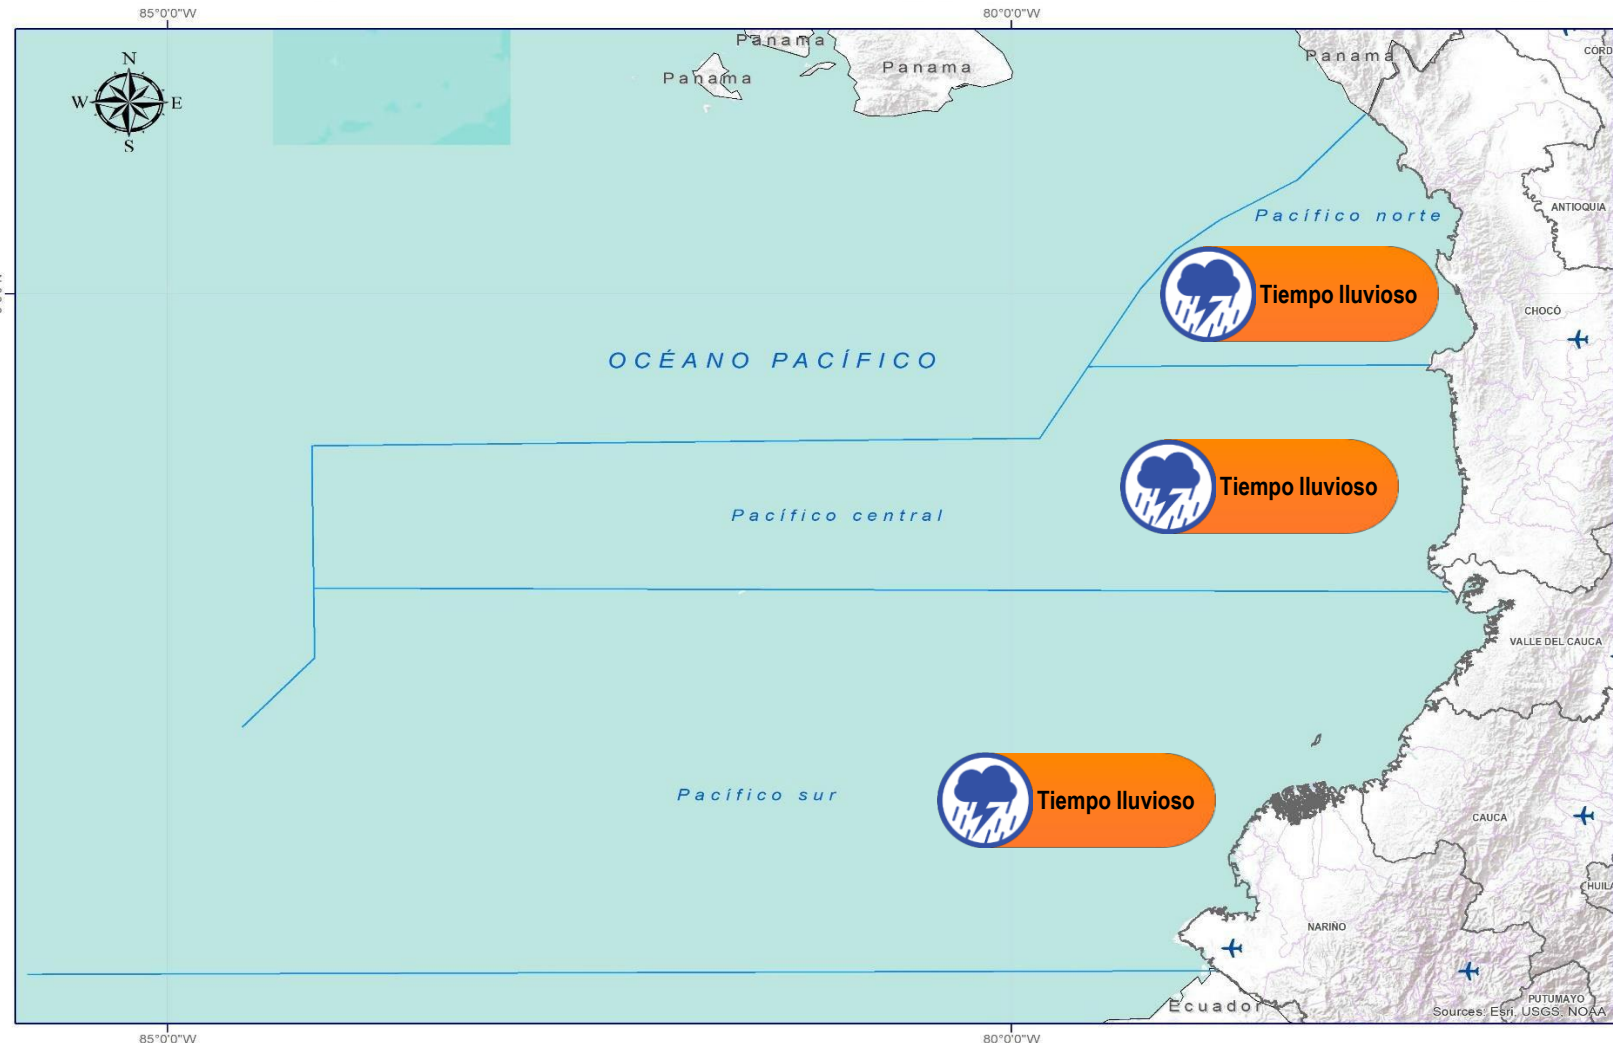 85°0'0"W
80°0'0"W
N
W
E
S
Panama
Panama
Panama
Panama
ANTIOQUIA
Pacífico norte
Tiempo lluvioso
CHOCÓ
OCÉANO PACÍFICO
Tiempo lluvioso
Pacífico central
VALLE DEL CAUCA
Pacífico sur
Tiempo lluvioso
CAUCA
NARIÑO
PUTUMAYO
Ecuador
Sources: Esri, USGS, NOAA
85°0'0"W
80°0'0"W